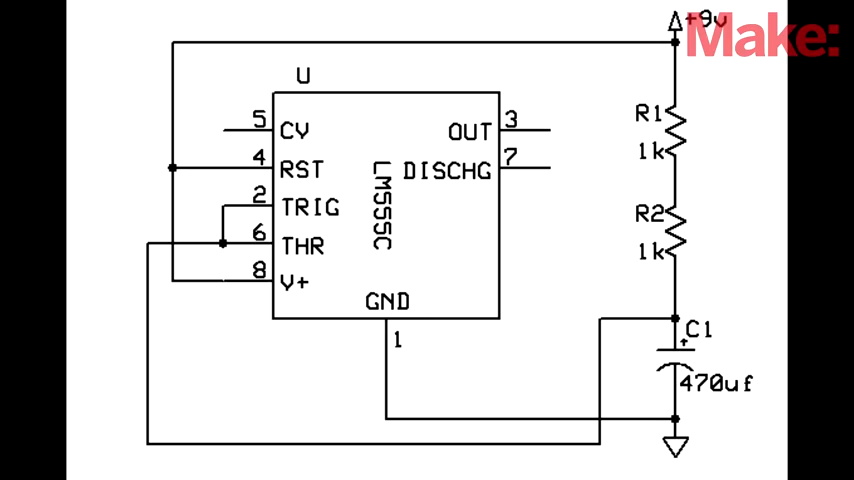 +9v
Make:
U
5 CV
OUT 3
4 RST
DISCHG 7
2 TRIG
6 THR
8 V+
LM555C
GND
1
R1
1k
R2
1k
C1
+
470uf